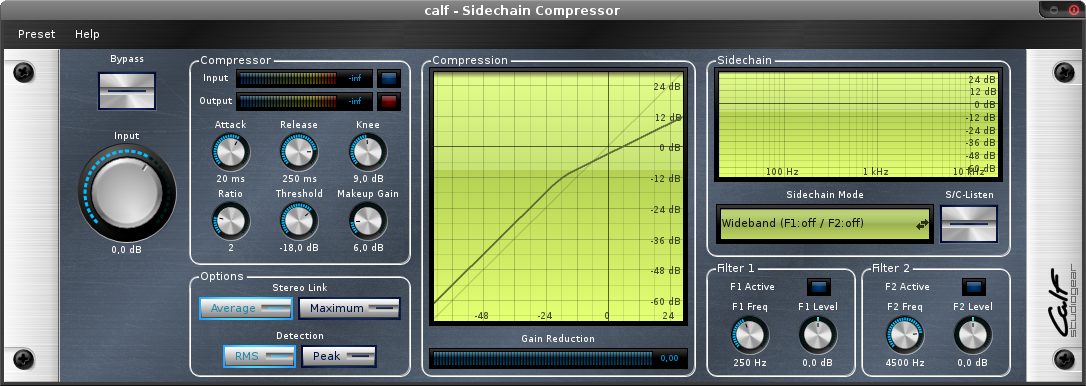 calf - Sidechain Compressor
Preset Help
Bypass
Input
0,0 dB
Compressor
Input -inf
Output -inf
Attack Release Knee
20 ms 250 ms 9,0 dB
Ratio Threshold Makeup Gain
2 -18,0 dB 6,0 dB
Options
Stereo Link
Average Maximum
Detection
RMS Peak
Compression
24 dB
12 dB
0 dB
-12 dB
-24 dB
-36 dB
-48 dB
-60 dB
-48 -24 0 24
Gain Reduction
0,00
Sidechain
24 dB
12 dB
0 dB
-12 dB
-24 dB
-36 dB
-48 dB
-60 dB
100 Hz 1 kHz 10 kHz
Sidechain Mode S/C-Listen
Wideband (F1:off / F2:off)
Filter 1
F1 Active
F1 Freq F1 Level
250 Hz 0,0 dB
Filter 2
F2 Active
F2 Freq F2 Level
4500 Hz 0,0 dB
Calf
studiogear